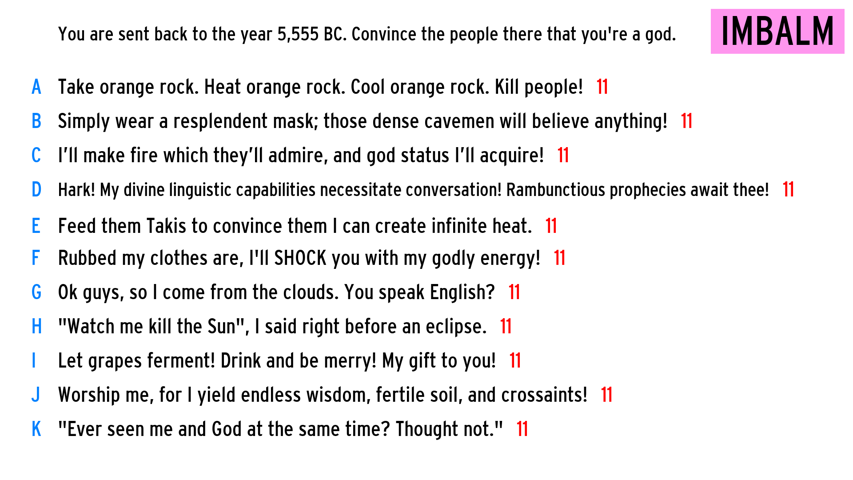 You are sent back to the year 5,555 BC. Convince the people there that you're a god.
IMBALM
A Take orange rock. Heat orange rock. Cool orange rock. Kill people! 11
B Simply wear a resplendent mask; those dense cavemen will believe anything! 11
C I’ll make fire which they’ll admire, and god status I’ll acquire! 11
D Hark! My divine linguistic capabilities necessitate conversation! Rambunctious prophecies await thee! 11
E Feed them Takis to convince them I can create infinite heat. 11
F Rubbed my clothes are, I'll SHOCK you with my godly energy! 11
G Ok guys, so I come from the clouds. You speak English? 11
H "Watch me kill the Sun", I said right before an eclipse. 11
I Let grapes ferment! Drink and be merry! My gift to you! 11
J Worship me, for I yield endless wisdom, fertile soil, and crossaints! 11
K "Ever seen me and God at the same time? Thought not." 11